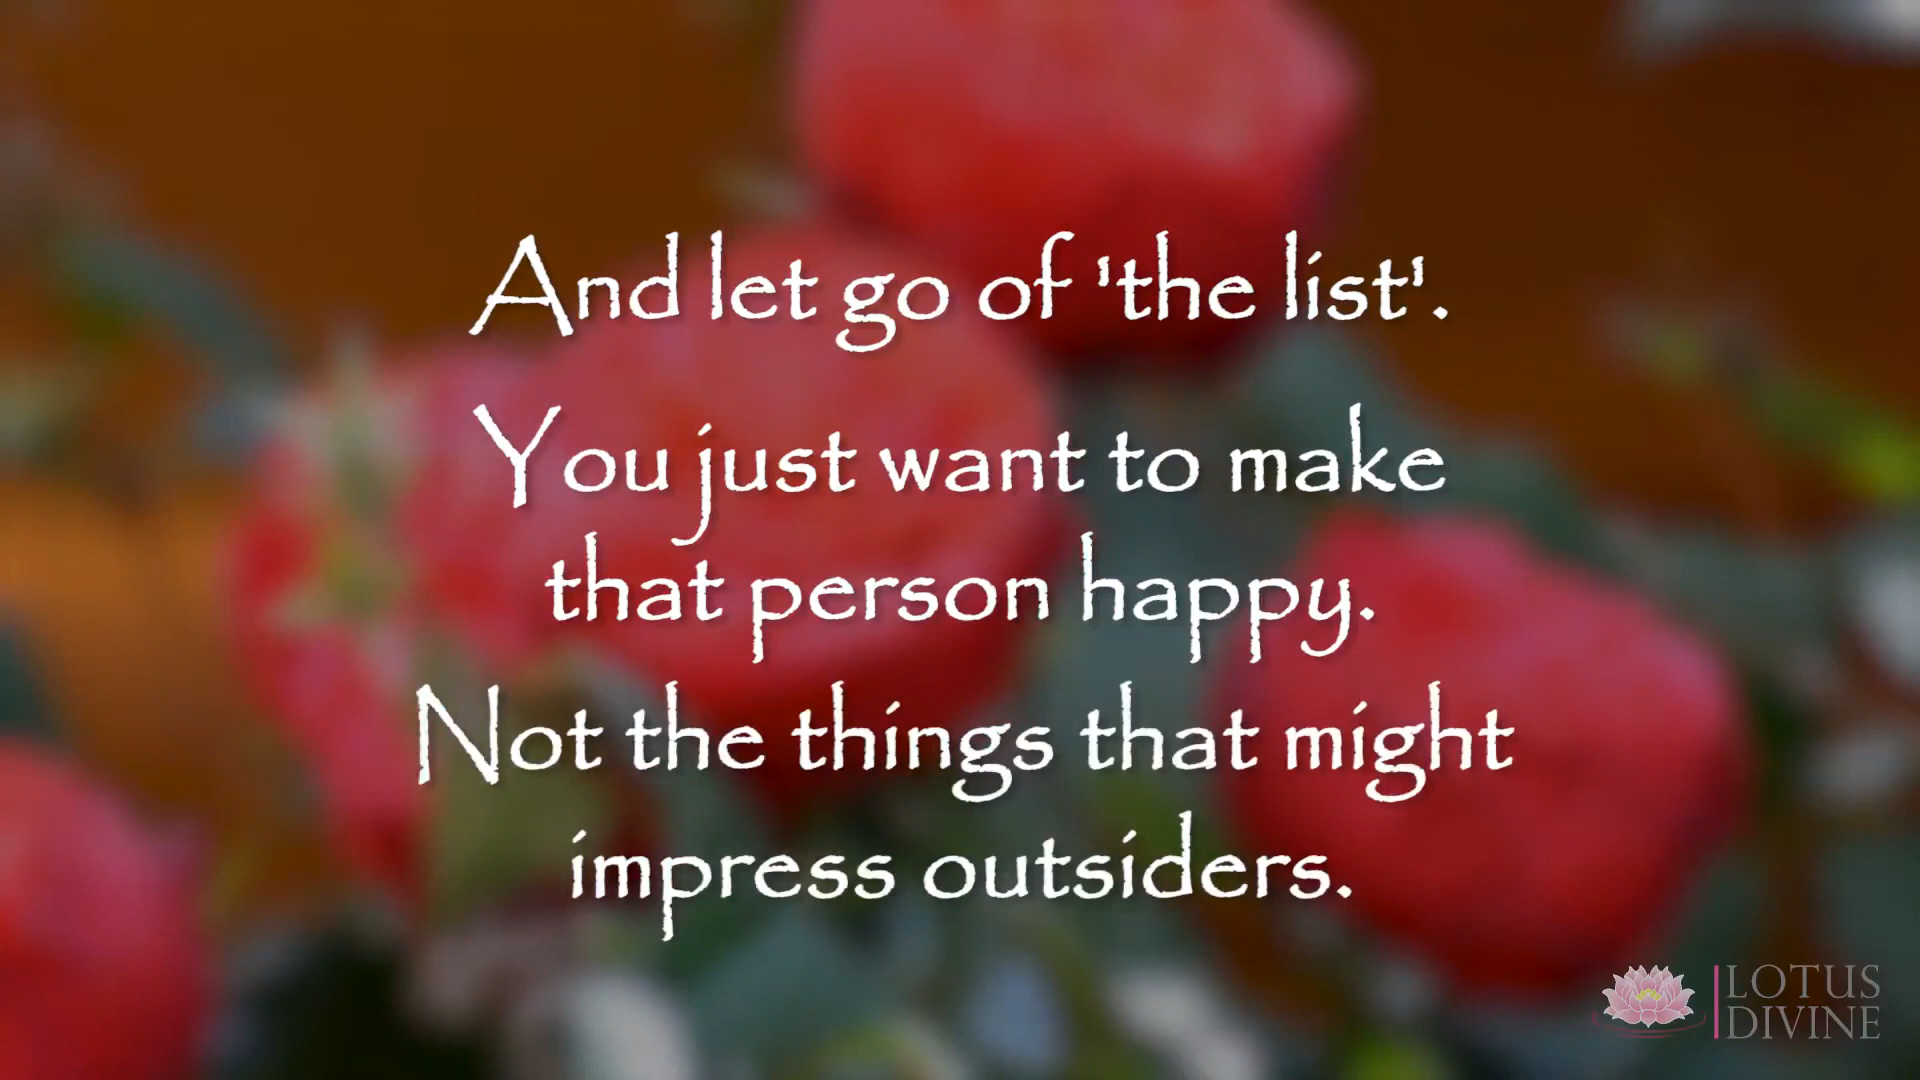 And let go of 'the list'.
You just want to make
that person happy.
Not the things that might
impress outsiders.
LOTUS
DIVINE